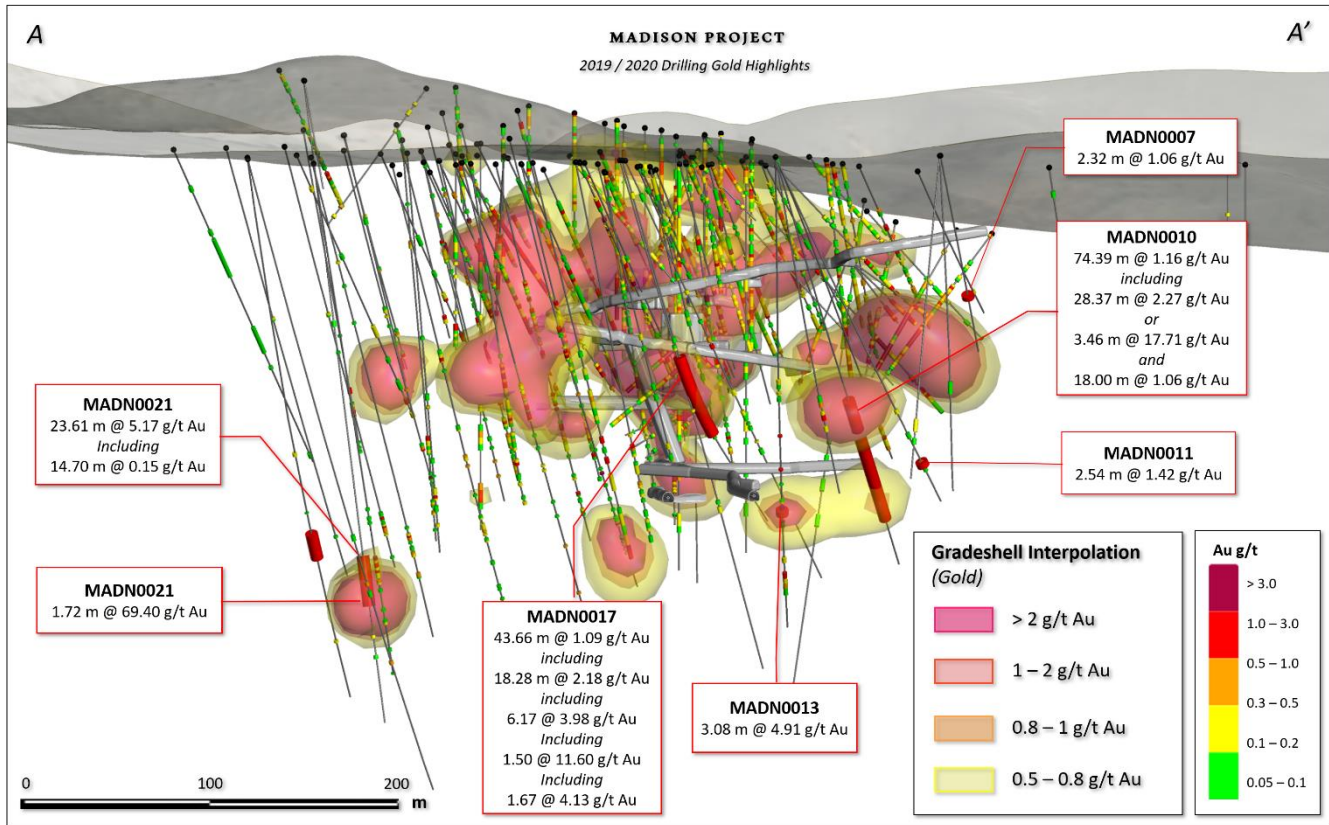 A
MADISON PROJECT
2019 / 2020 Drilling Gold Highlights
A’
MADN0007
2.32 m @ 1.06 g/t Au
MADN0010
74.39 m @ 1.16 g/t Au
including
28.37 m @ 2.27 g/t Au
or
3.46 m @ 17.71 g/t Au
and
18.00 m @ 1.06 g/t Au
MADN0011
2.54 m @ 1.42 g/t Au
MADN0021
23.61 m @ 5.17 g/t Au
Including
14.70 m @ 0.15 g/t Au
MADN0021
1.72 m @ 69.40 g/t Au
MADN0017
43.66 m @ 1.09 g/t Au
including
18.28 m @ 2.18 g/t Au
including
6.17 @ 3.98 g/t Au
Including
1.50 @ 11.60 g/t Au
Including
1.67 @ 4.13 g/t Au
MADN0013
3.08 m @ 4.91 g/t Au
Gradeshell Interpolation
(Gold)
> 2 g/t Au
1 – 2 g/t Au
0.8 – 1 g/t Au
0.5 – 0.8 g/t Au
Au g/t
> 3.0
1.0 – 3.0
0.5 – 1.0
0.3 – 0.5
0.1 – 0.2
0.05 – 0.1
0 100 200
m